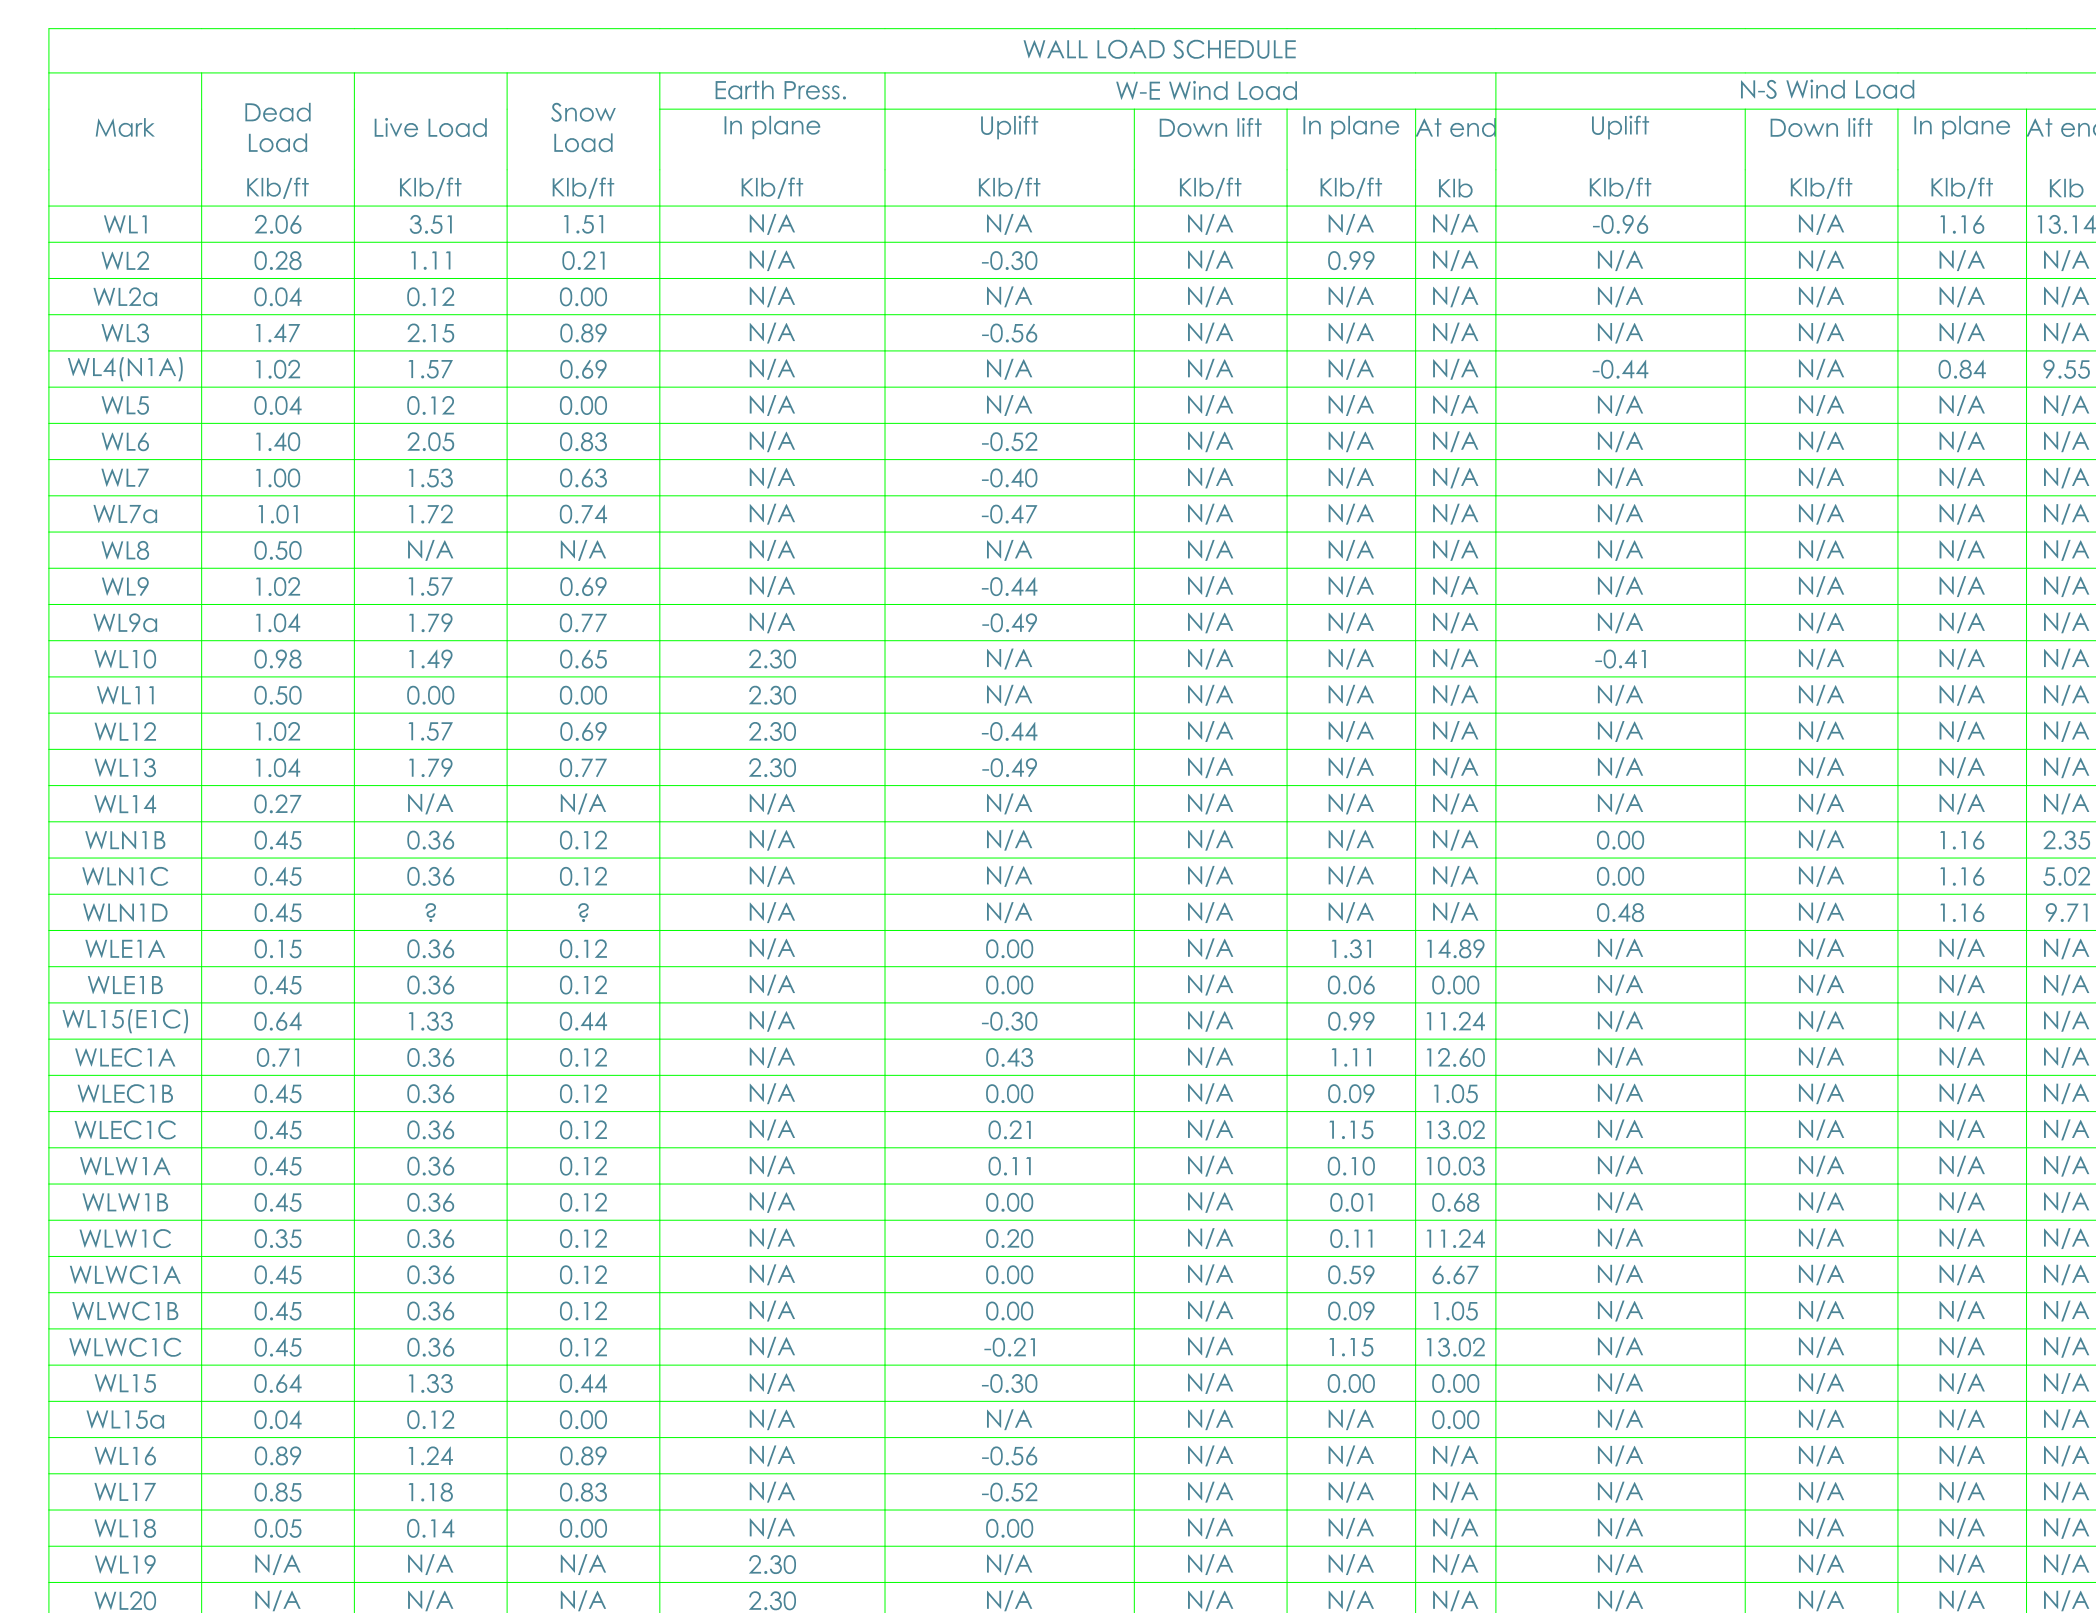 WALL LOAD SCHEDULE
Mark Dead Load Live Load Snow Load Earth Press. W-E Wind Load N-S Wind Load
In plane Uplift Down lift In plane At end Uplift Down lift In plane At end
Klb/ft Klb/ft Klb/ft Klb/ft Klb/ft Klb/ft Klb/ft Klb Klb/ft Klb/ft Klb/ft Klb
WL1 2.06 3.51 1.51 N/A N/A N/A N/A N/A -0.96 N/A 1.16 13.14
WL2 0.28 1.11 0.21 N/A -0.30 N/A 0.99 N/A N/A N/A N/A N/A
WL2a 0.04 0.12 0.00 N/A N/A N/A N/A N/A N/A N/A N/A N/A
WL3 1.47 2.15 0.89 N/A -0.56 N/A N/A N/A N/A N/A N/A N/A
WL4(N1A) 1.02 1.57 0.69 N/A N/A N/A N/A N/A -0.44 N/A 0.84 9.55
WL5 0.04 0.12 0.00 N/A N/A N/A N/A N/A N/A N/A N/A N/A
WL6 1.40 2.05 0.83 N/A -0.52 N/A N/A N/A N/A N/A N/A N/A
WL7 1.00 1.53 0.63 N/A -0.40 N/A N/A N/A N/A N/A N/A N/A
WL7a 1.01 1.72 0.74 N/A -0.47 N/A N/A N/A N/A N/A N/A N/A
WL8 0.50 N/A N/A N/A N/A N/A N/A N/A N/A N/A N/A N/A
WL9 1.02 1.57 0.69 N/A -0.44 N/A N/A N/A N/A N/A N/A N/A
WL9a 1.04 1.79 0.77 N/A -0.49 N/A N/A N/A N/A N/A N/A N/A
WL10 0.98 1.49 0.65 2.30 N/A N/A N/A N/A -0.41 N/A N/A N/A
WL11 0.50 0.00 0.00 2.30 N/A N/A N/A N/A N/A N/A N/A N/A
WL12 1.02 1.57 0.69 2.30 -0.44 N/A N/A N/A N/A N/A N/A N/A
WL13 1.04 1.79 0.77 2.30 -0.49 N/A N/A N/A N/A N/A N/A N/A
WL14 0.27 N/A N/A N/A N/A N/A N/A N/A N/A N/A N/A N/A
WLN1B 0.45 0.36 0.12 N/A N/A N/A N/A N/A 0.00 N/A 1.16 2.35
WLN1C 0.45 0.36 0.12 N/A N/A N/A N/A N/A 0.00 N/A 1.16 5.02
WLN1D 0.45 ? ? N/A N/A N/A N/A N/A 0.48 N/A 1.16 9.71
WLE1A 0.15 0.36 0.12 N/A 0.00 N/A 1.31 14.89 N/A N/A N/A N/A
WLE1B 0.45 0.36 0.12 N/A 0.00 N/A 0.06 0.00 N/A N/A N/A N/A
WL15(E1C) 0.64 1.33 0.44 N/A -0.30 N/A 0.99 11.24 N/A N/A N/A N/A
WLEC1A 0.71 0.36 0.12 N/A 0.43 N/A 1.11 12.60 N/A N/A N/A N/A
WLEC1B 0.45 0.36 0.12 N/A 0.00 N/A 0.09 1.05 N/A N/A N/A N/A
WLEC1C 0.45 0.36 0.12 N/A 0.21 N/A 1.15 13.02 N/A N/A N/A N/A
WLW1A 0.45 0.36 0.12 N/A 0.11 N/A 0.10 10.03 N/A N/A N/A N/A
WLW1B 0.45 0.36 0.12 N/A 0.00 N/A 0.01 0.68 N/A N/A N/A N/A
WLW1C 0.35 0.36 0.12 N/A 0.20 N/A 0.11 11.24 N/A N/A N/A N/A
WLWC1A 0.45 0.36 0.12 N/A 0.00 N/A 0.59 6.67 N/A N/A N/A N/A
WLWC1B 0.45 0.36 0.12 N/A 0.00 N/A 0.09 1.05 N/A N/A N/A N/A
WLWC1C 0.45 0.36 0.12 N/A -0.21 N/A 1.15 13.02 N/A N/A N/A N/A
WL15 0.64 1.33 0.44 N/A -0.30 N/A 0.00 0.00 N/A N/A N/A N/A
WL15a 0.04 0.12 0.00 N/A N/A N/A N/A 0.00 N/A N/A N/A N/A
WL16 0.89 1.24 0.89 N/A -0.56 N/A N/A N/A N/A N/A N/A N/A
WL17 0.85 1.18 0.83 N/A -0.52 N/A N/A N/A N/A N/A N/A N/A
WL18 0.05 0.14 0.00 N/A 0.00 N/A N/A N/A N/A N/A N/A N/A
WL19 N/A N/A N/A 2.30 N/A N/A N/A N/A N/A N/A N/A N/A
WL20 N/A N/A N/A 2.30 N/A N/A N/A N/A N/A N/A N/A N/A